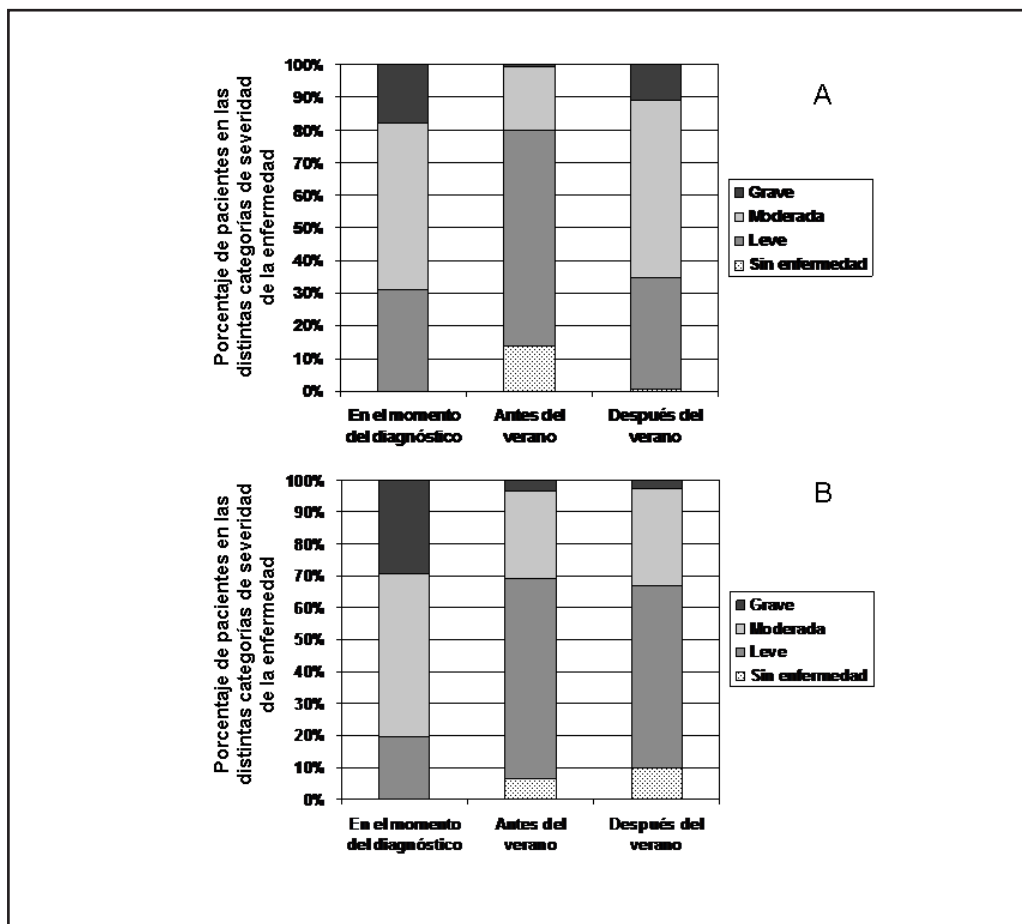 Porcentaje de pacientes en las
distintas categorías de severidad
de la enfermedad
100%
90%
80%
70%
60%
50%
40%
30%
20%
10%
0%
En el momento
del diagnóstico
Antes del
verano
Después del
verano
A
Grave
Moderada
Leve
Sin enfermedad
Porcentaje de pacientes en las
distintas categorías de severidad
de la enfermedad
100%
90%
80%
70%
60%
50%
40%
30%
20%
10%
0%
En el momento
del diagnóstico
Antes del
verano
Después del
verano
B
Grave
Moderada
Leve
Sin enfermedad